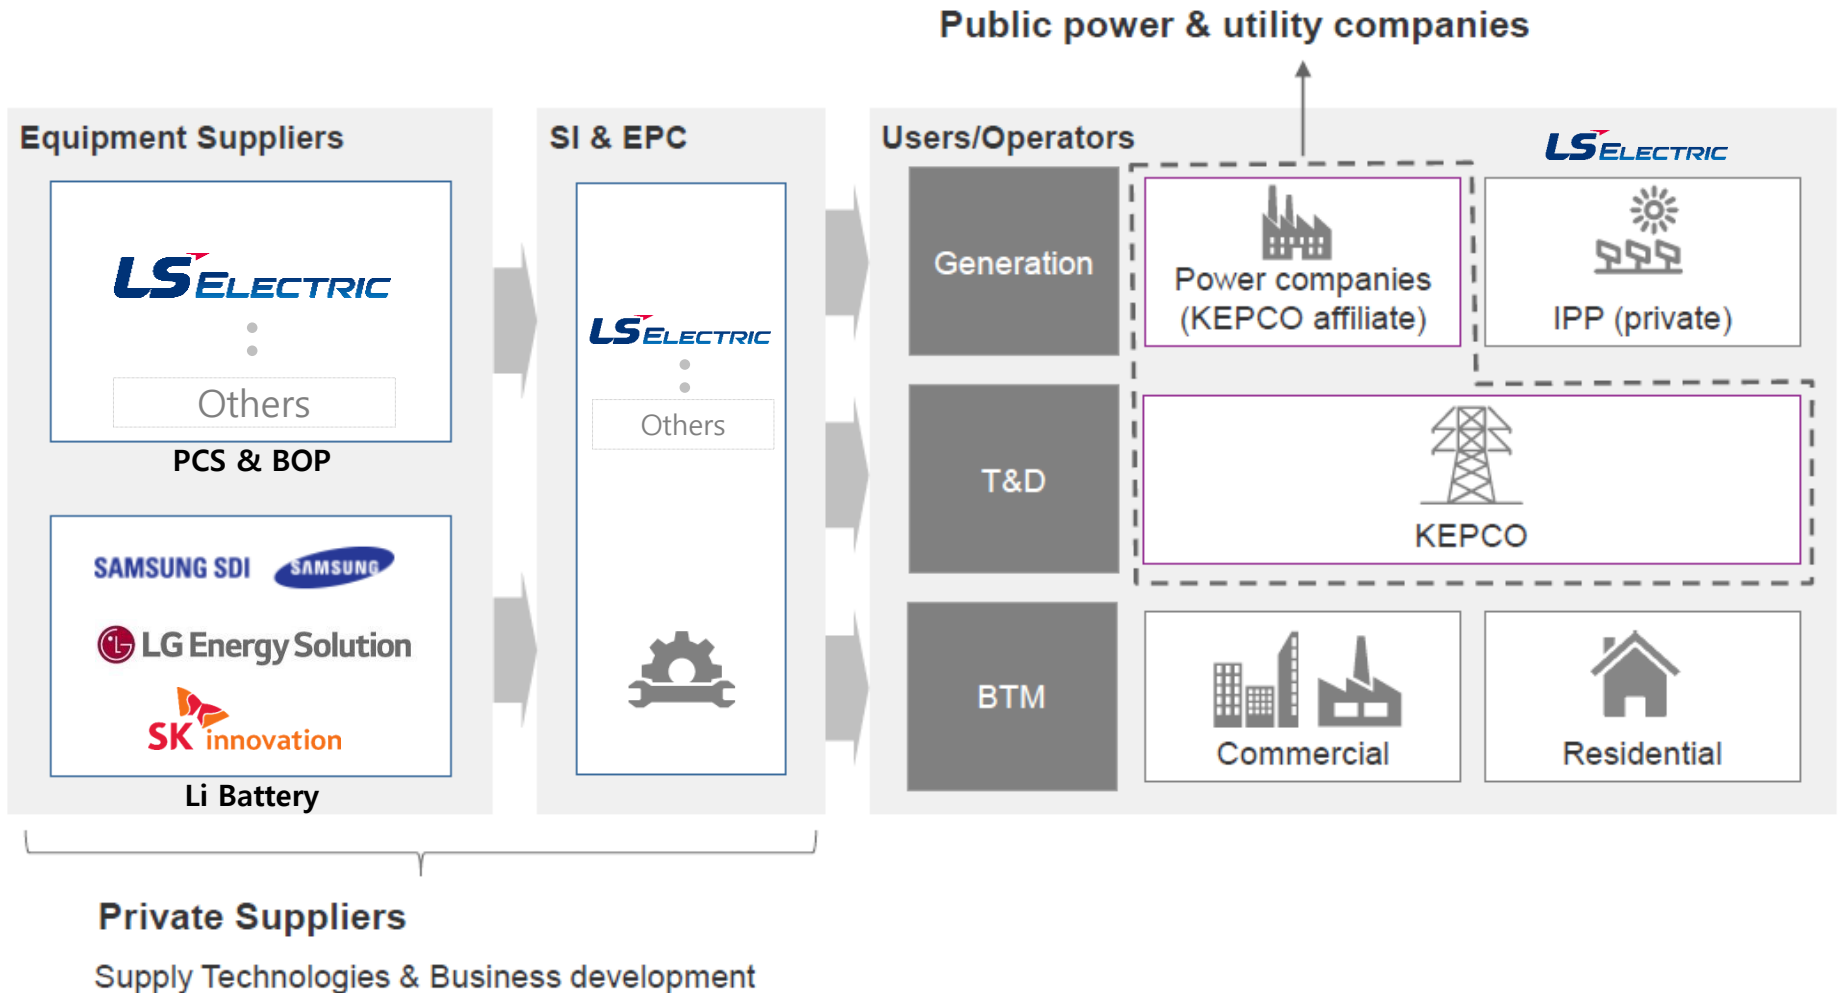 Public power & utility companies
Equipment Suppliers
LS ELECTRIC
Others
PCS & BOP
SAMSUNG SDI SAMSUNG
LG Energy Solution
SK innovation
Li Battery
SI & EPC
LS ELECTRIC
Others
Users/Operators
LS ELECTRIC
Generation
Power companies
(KEPCO affiliate)
IPP (private)
T&D
KEPCO
BTM
Commercial
Residential
Private Suppliers
Supply Technologies & Business development